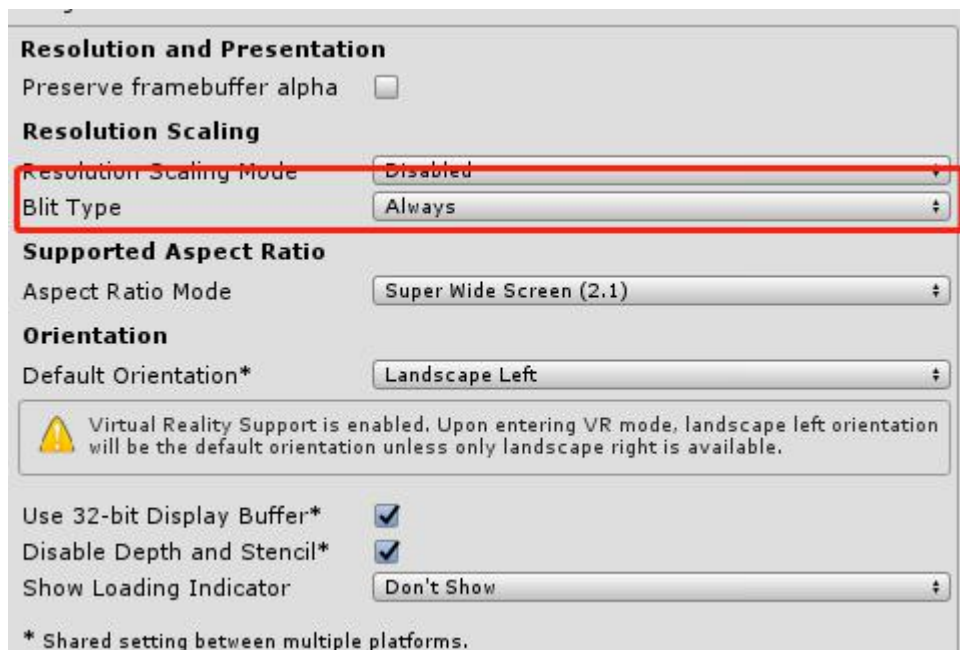 Resolution and Presentation
Preserve framebuffer alpha
Resolution Scaling
Resolution Scaling Mode Disabled
Blit Type Always
Supported Aspect Ratio
Aspect Ratio Mode Super Wide Screen (2.1)
Orientation
Default Orientation* Landscape Left
Virtual Reality Support is enabled. Upon entering VR mode, landscape left orientation
will be the default orientation unless only landscape right is available.
Use 32-bit Display Buffer*
Disable Depth and Stencil*
Show Loading Indicator Don't Show
* Shared setting between multiple platforms.